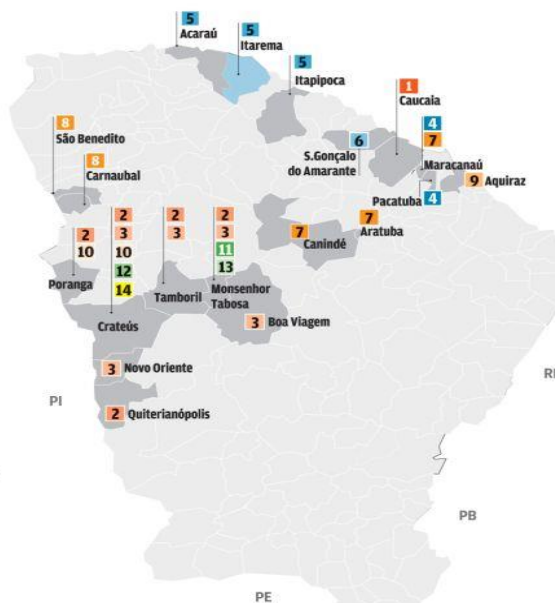 5
Acaraú
5
Itarema
5
Itapipoca
1
Caucaia
8
São Benedito
8
Carnaubal
6
S.Gonçalo
do Amarante
4
7
Maracanaú
9 Aquiraz
Pacatuba 4
2
10
Poranga
2
3
10
12
14
Crateús
2
3
Tamboril
2
3
11
13
Monsenhor
Tabosa
7
Canindé
7
Aratuba
3 Boa Viagem
3 Novo Oriente
2 Quiterianópolis
PI
PB
PE